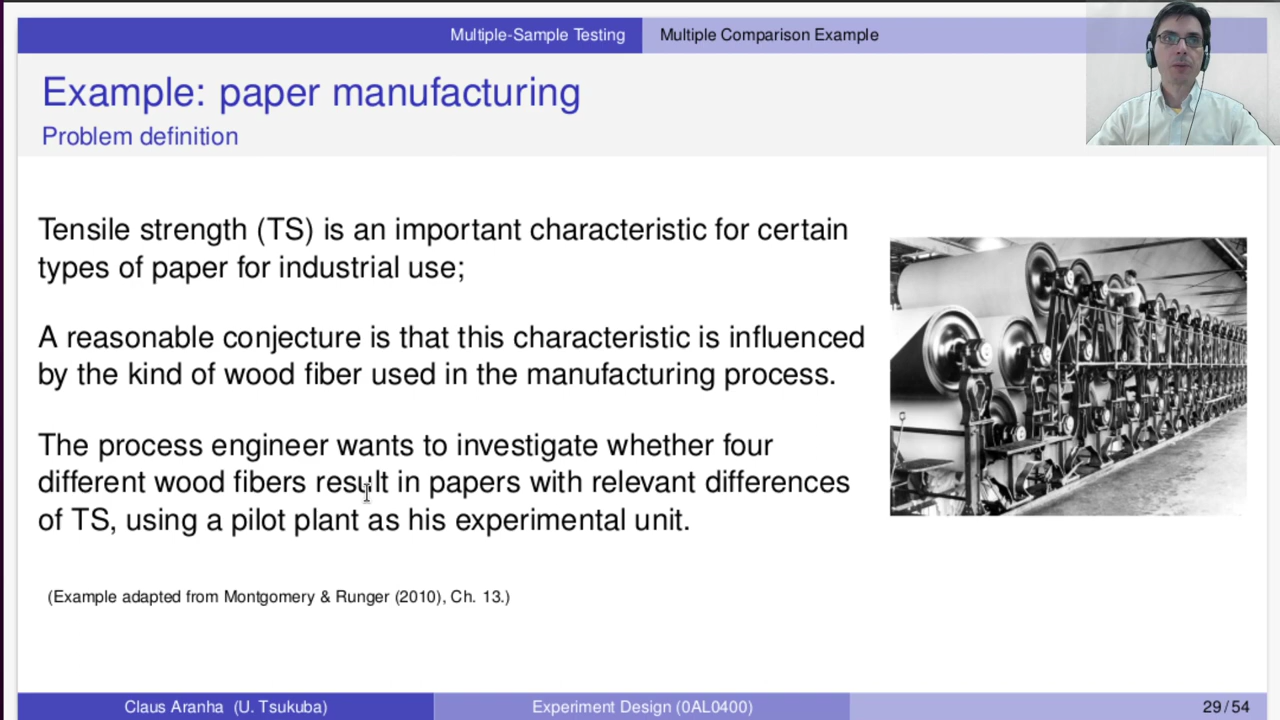 Multiple-Sample Testing
Multiple Comparison Example
Example: paper manufacturing
Problem definition
Tensile strength (TS) is an important characteristic for certain
types of paper for industrial use;
A reasonable conjecture is that this characteristic is influenced
by the kind of wood fiber used in the manufacturing process.
The process engineer wants to investigate whether four
different wood fibers result in papers with relevant differences
of TS, using a pilot plant as his experimental unit.
(Example adapted from Montgomery & Runger (2010), Ch. 13.)
Claus Aranha (U. Tsukuba)
Experiment Design (0AL0400)
29/54